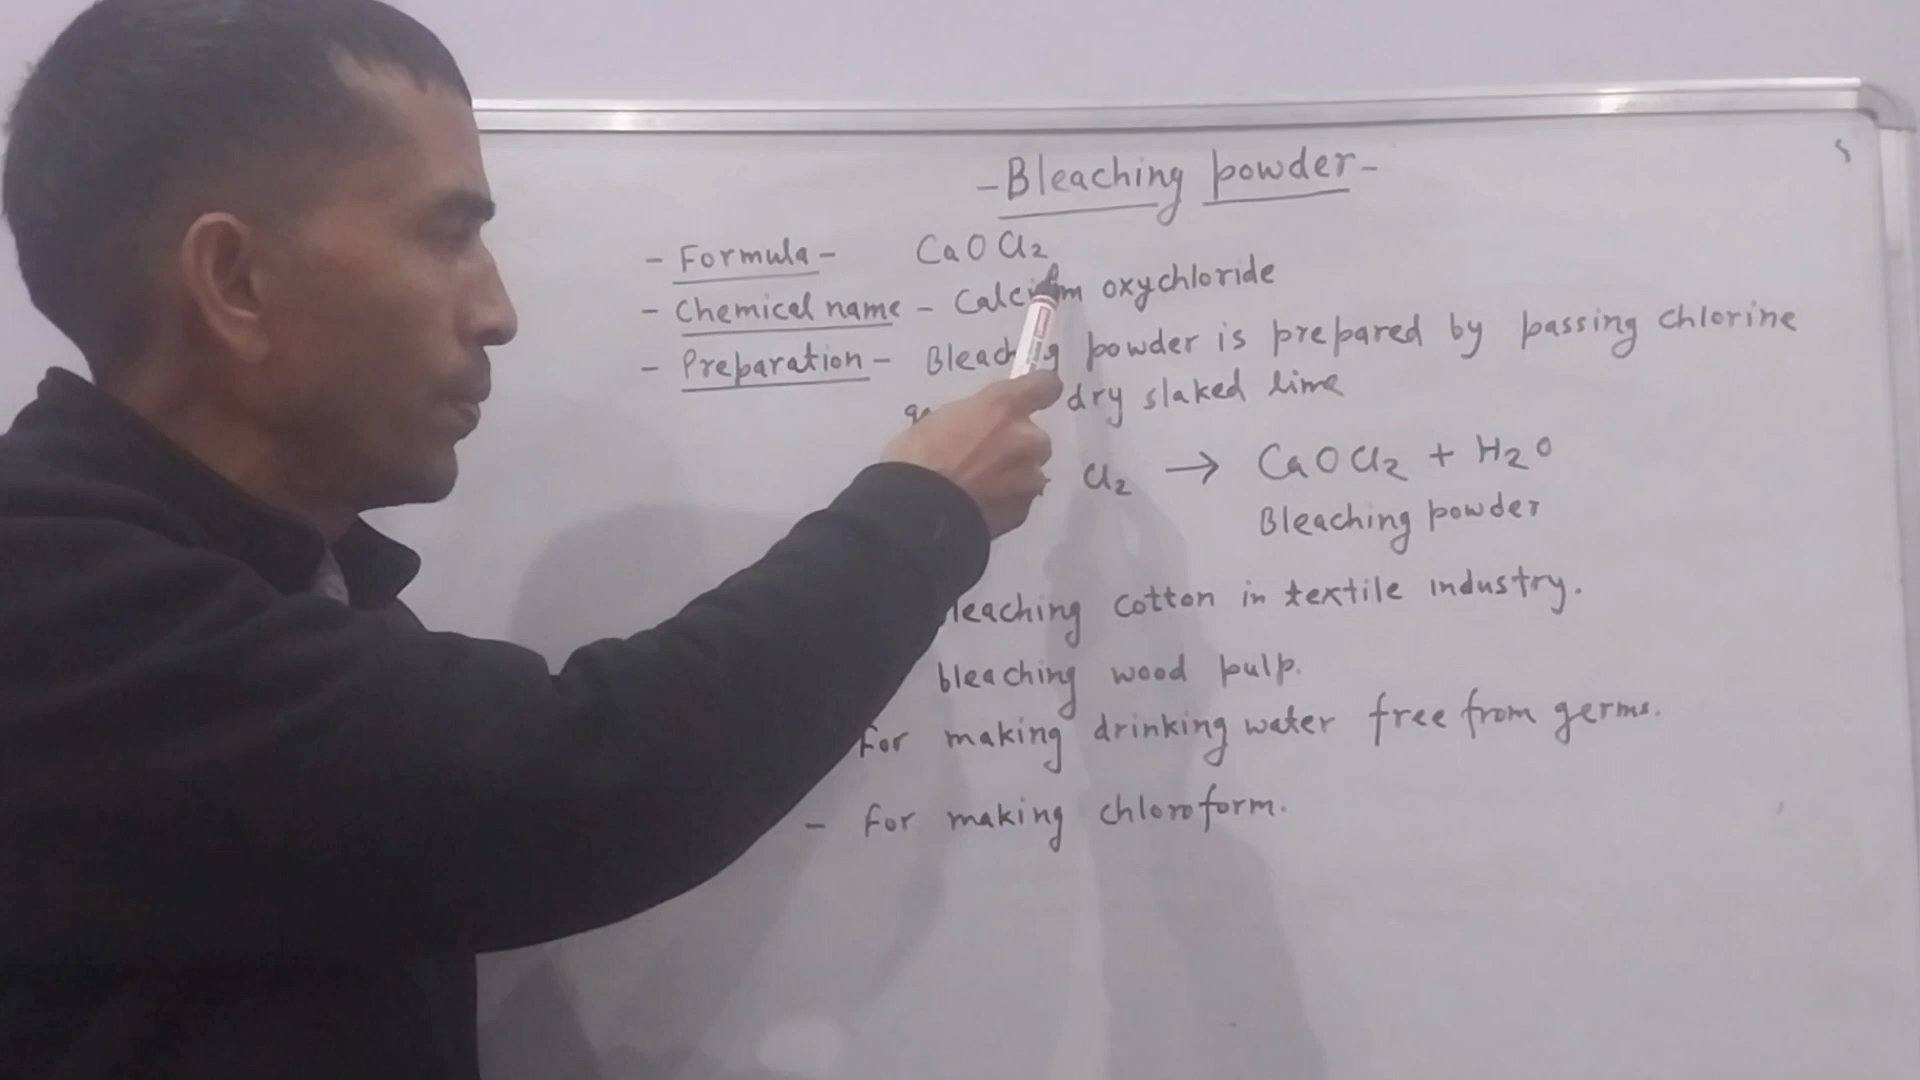 - Bleaching powder -
- Formula - CaOCl2
- Chemical name - Calcium oxychloride
- Preparation - Bleaching powder is prepared by passing chlorine
dry slaked lime
Cl2 → CaOCl2 + H2O
Bleaching powder
leaching cotton in textile industry.
bleaching wood pulp.
For making drinking water free from germs.
- for making chloroform.